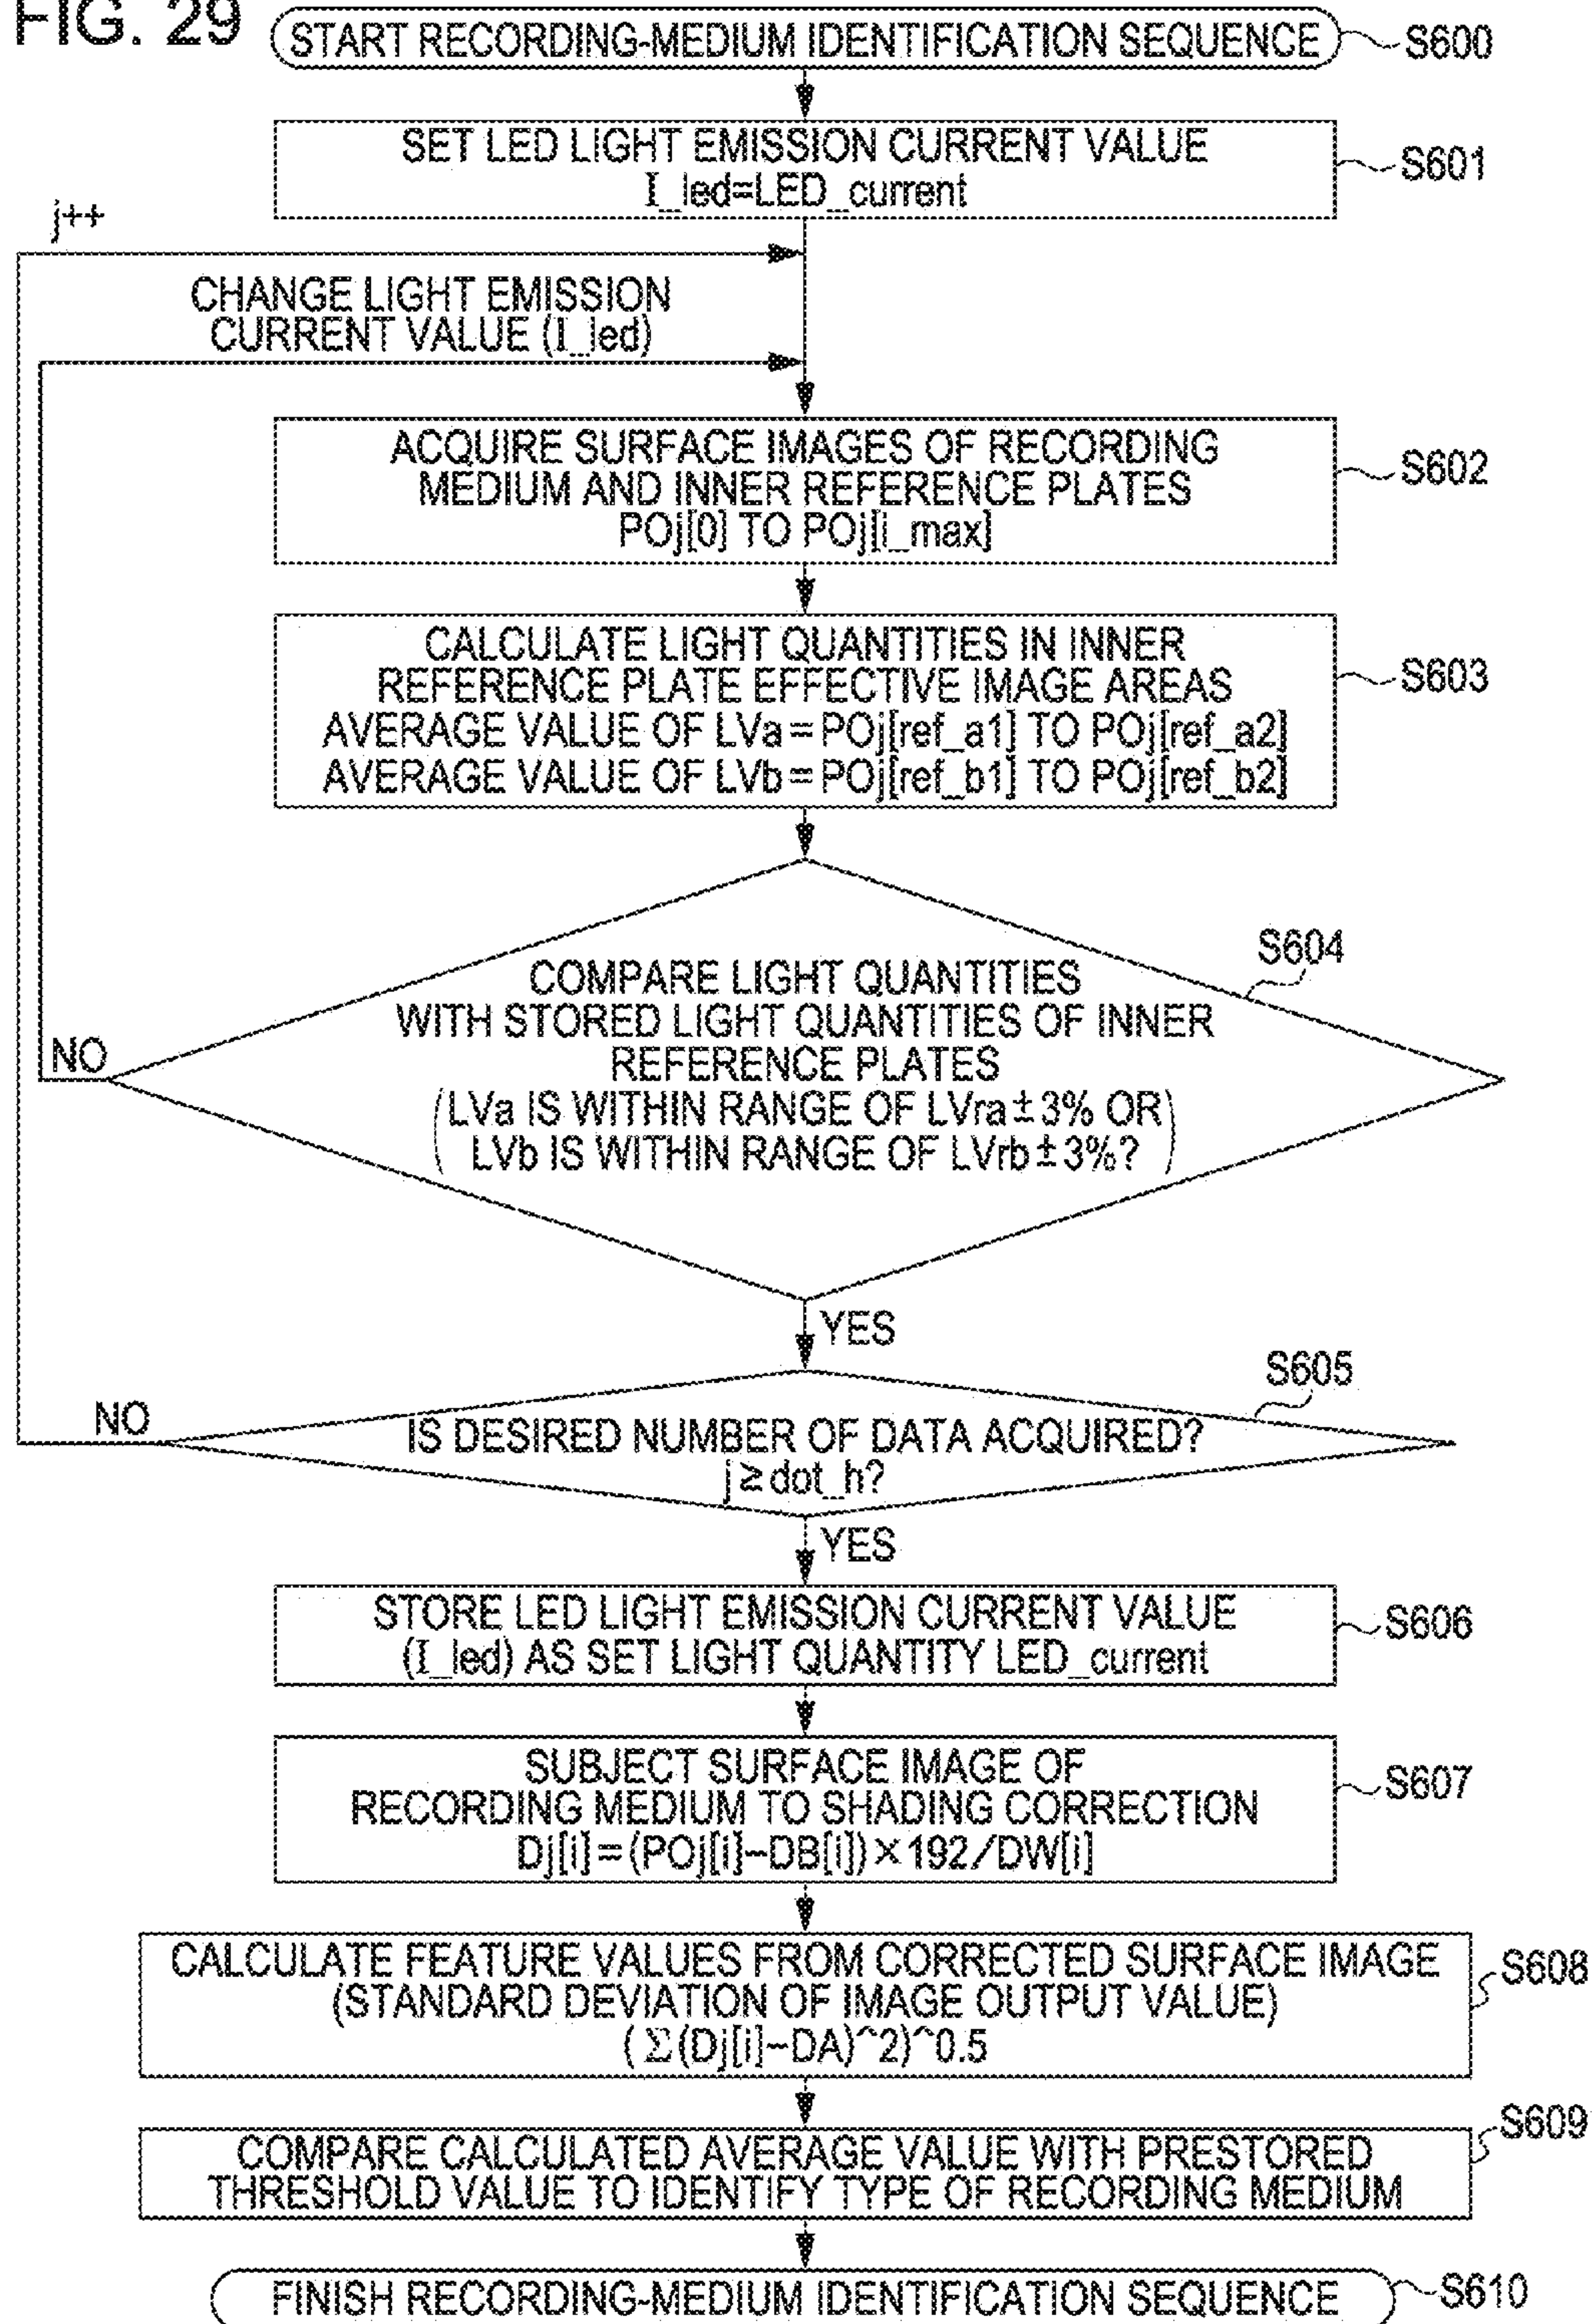 FIG. 29
START RECORDING-MEDIUM IDENTIFICATION SEQUENCE
S600
SET LED LIGHT EMISSION CURRENT VALUE
I_led=LED_current
S601
j++
CHANGE LIGHT EMISSION
CURRENT VALUE (I_led)
ACQUIRE SURFACE IMAGES OF RECORDING
MEDIUM AND INNER REFERENCE PLATES
POj[0] TO POj[i_max]
S602
CALCULATE LIGHT QUANTITIES IN INNER
REFERENCE PLATE EFFECTIVE IMAGE AREAS
AVERAGE VALUE OF LVa=POj[ref_a1] TO POj[ref_a2]
AVERAGE VALUE OF LVb=POj[ref_b1] TO POj[ref_b2]
S603
S604
COMPARE LIGHT QUANTITIES
WITH STORED LIGHT QUANTITIES OF INNER
REFERENCE PLATES
(LVa IS WITHIN RANGE OF LVra±3% OR
LVb IS WITHIN RANGE OF LVrb±3%?)
NO
YES
S605
IS DESIRED NUMBER OF DATA ACQUIRED?
j≥dot_h?
NO
YES
STORE LED LIGHT EMISSION CURRENT VALUE
(I_led) AS SET LIGHT QUANTITY LED_current
S606
SUBJECT SURFACE IMAGE OF
RECORDING MEDIUM TO SHADING CORRECTION
Dj[i]=(POj[i]-DB[i])×192/DW[i]
S607
CALCULATE FEATURE VALUES FROM CORRECTED SURFACE IMAGE
(STANDARD DEVIATION OF IMAGE OUTPUT VALUE)
(Σ(Dj[i]-DA)^2)^0.5
S608
COMPARE CALCULATED AVERAGE VALUE WITH PRESTORED
THRESHOLD VALUE TO IDENTIFY TYPE OF RECORDING MEDIUM
S609
FINISH RECORDING-MEDIUM IDENTIFICATION SEQUENCE
S610